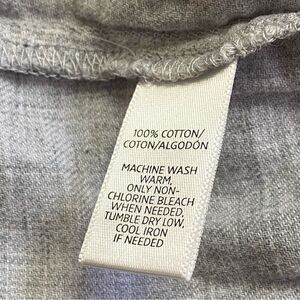 100% COTTON/
COTON/ALGODÓN
MACHINE WASH
WARM,
ONLY NON-
CHLORINE BLEACH
WHEN NEEDED,
TUMBLE DRY LOW,
COOL IRON
IF NEEDED